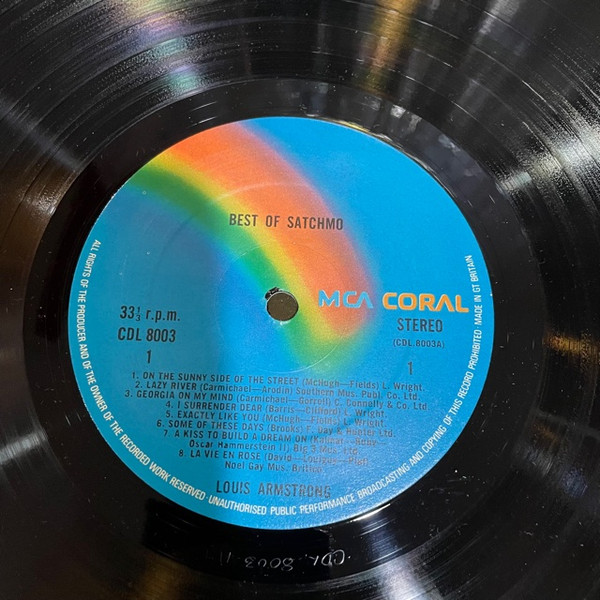 BEST OF SATCHMO
MCA CORAL
33⅓ r.p.m.
CDL 8003
1
STEREO
(CDL.8003A)
1
1. ON THE SUNNY SIDE OF THE STREET (McHugh—Fields) L. Wright.
2. LAZY RIVER (Carmichael—Arodin) Southern Mus. Publ. Co. Ltd.
3. GEORGIA ON MY MIND (Carmichael—Gorrell) C. Connolly & Co. Ltd
4. I SURRENDER DEAR (Barris—Clifford) L. Wright.
5. EXACTLY LIKE YOU (McHugh—Fields) L. Wright.
6. SOME OF THESE DAYS (Brooks) F. Day & Hunter Ltd.
7. A KISS TO BUILD A DREAM ON (Kalmar—Ruby
Oscar Hammerstein II) Big 3 Mus. Ltd.
8. LA VIE EN ROSE (David—Louiguy—Piaf)
Noel Gay Mus.
LOUIS ARMSTRONG
ALL RIGHTS OF THE PRODUCER AND OF THE OWNER OF THE RECORDED WORK RESERVED · UNAUTHORISED PUBLIC PERFORMANCE BROADCASTING AND COPYING OF THIS RECORD PROHIBITED MADE IN GT BRITAIN
CDL 8003